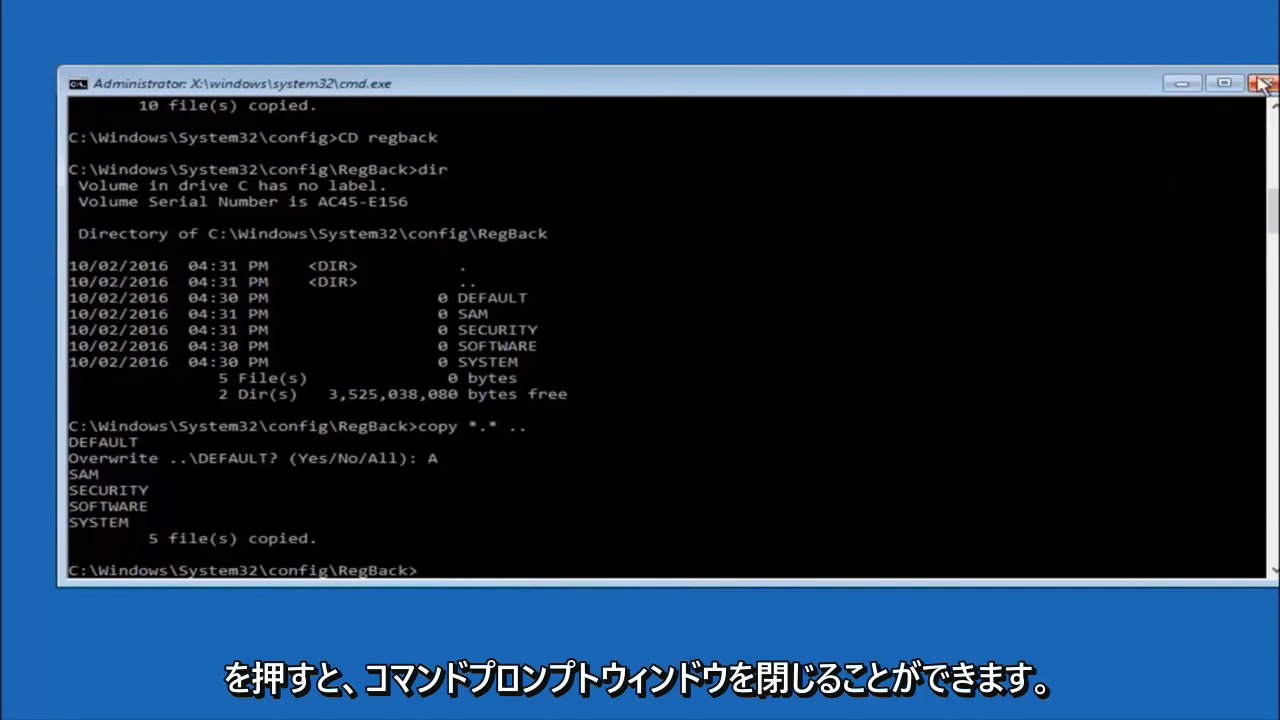 Administrator: X:\windows\system32\cmd.exe
10 file(s) copied.
C:\Windows\System32\config>CD regback
C:\Windows\System32\config\RegBack>dir
Volume in drive C has no label.
Volume Serial Number is AC45-E156
Directory of C:\Windows\System32\config\RegBack
10/02/2016 04:31 PM <DIR> .
10/02/2016 04:31 PM <DIR> ..
10/02/2016 04:30 PM 0 DEFAULT
10/02/2016 04:31 PM 0 SAM
10/02/2016 04:31 PM 0 SECURITY
10/02/2016 04:30 PM 0 SOFTWARE
10/02/2016 04:30 PM 0 SYSTEM
5 File(s) 0 bytes
2 Dir(s) 3,525,038,080 bytes free
C:\Windows\System32\config\RegBack>copy *.* ..
DEFAULT
Overwrite ..\DEFAULT? (Yes/No/All): A
SAM
SECURITY
SOFTWARE
SYSTEM
5 file(s) copied.
C:\Windows\System32\config\RegBack>
を押すと、コマンドプロンプトウィンドウを閉じることができます。